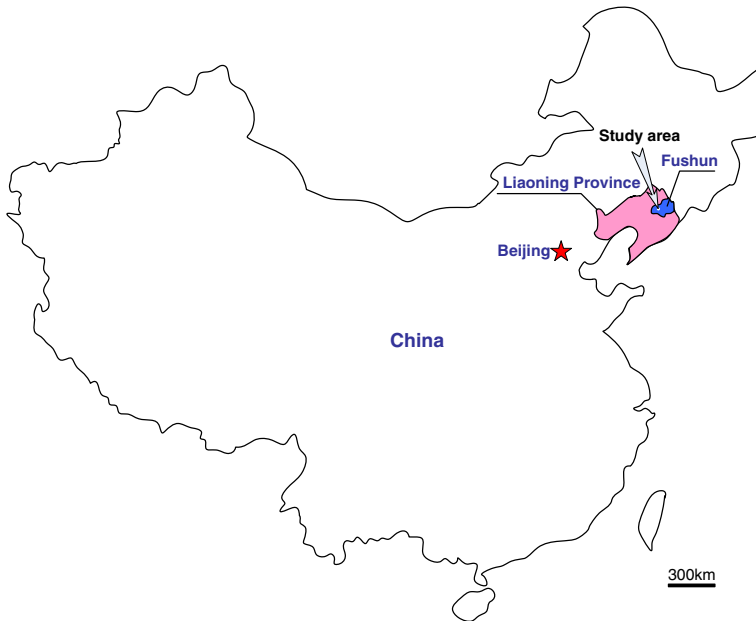 Study area
Fushun
Liaoning Province
Beijing
China
300km